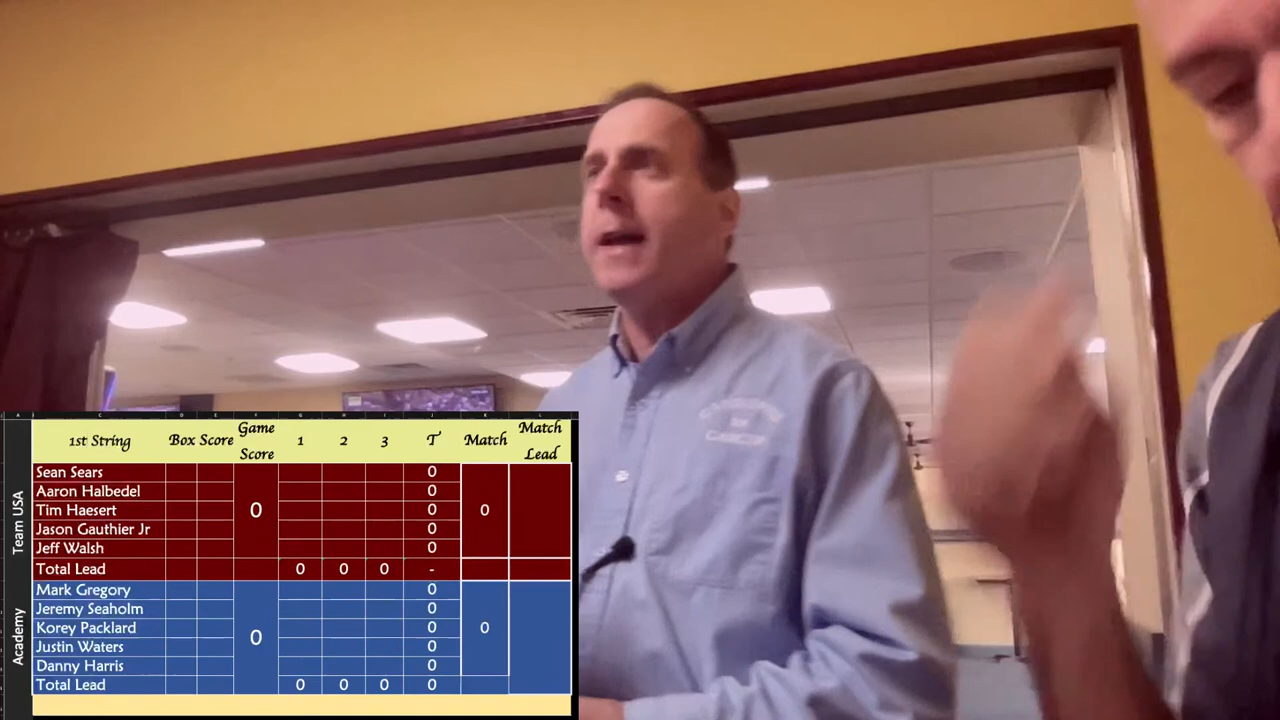 1st String Box Score Game Score 1 2 3 T Match Match Lead
Team USA
Sean Sears 0
Aaron Halbedel 0
Tim Haesert 0 0 0
Jason Gauthier Jr 0
Jeff Walsh 0
Total Lead 0 0 0 -
Academy
Mark Gregory 0
Jeremy Seaholm 0
Korey Packlard 0 0 0
Justin Waters 0
Danny Harris 0
Total Lead 0 0 0 0